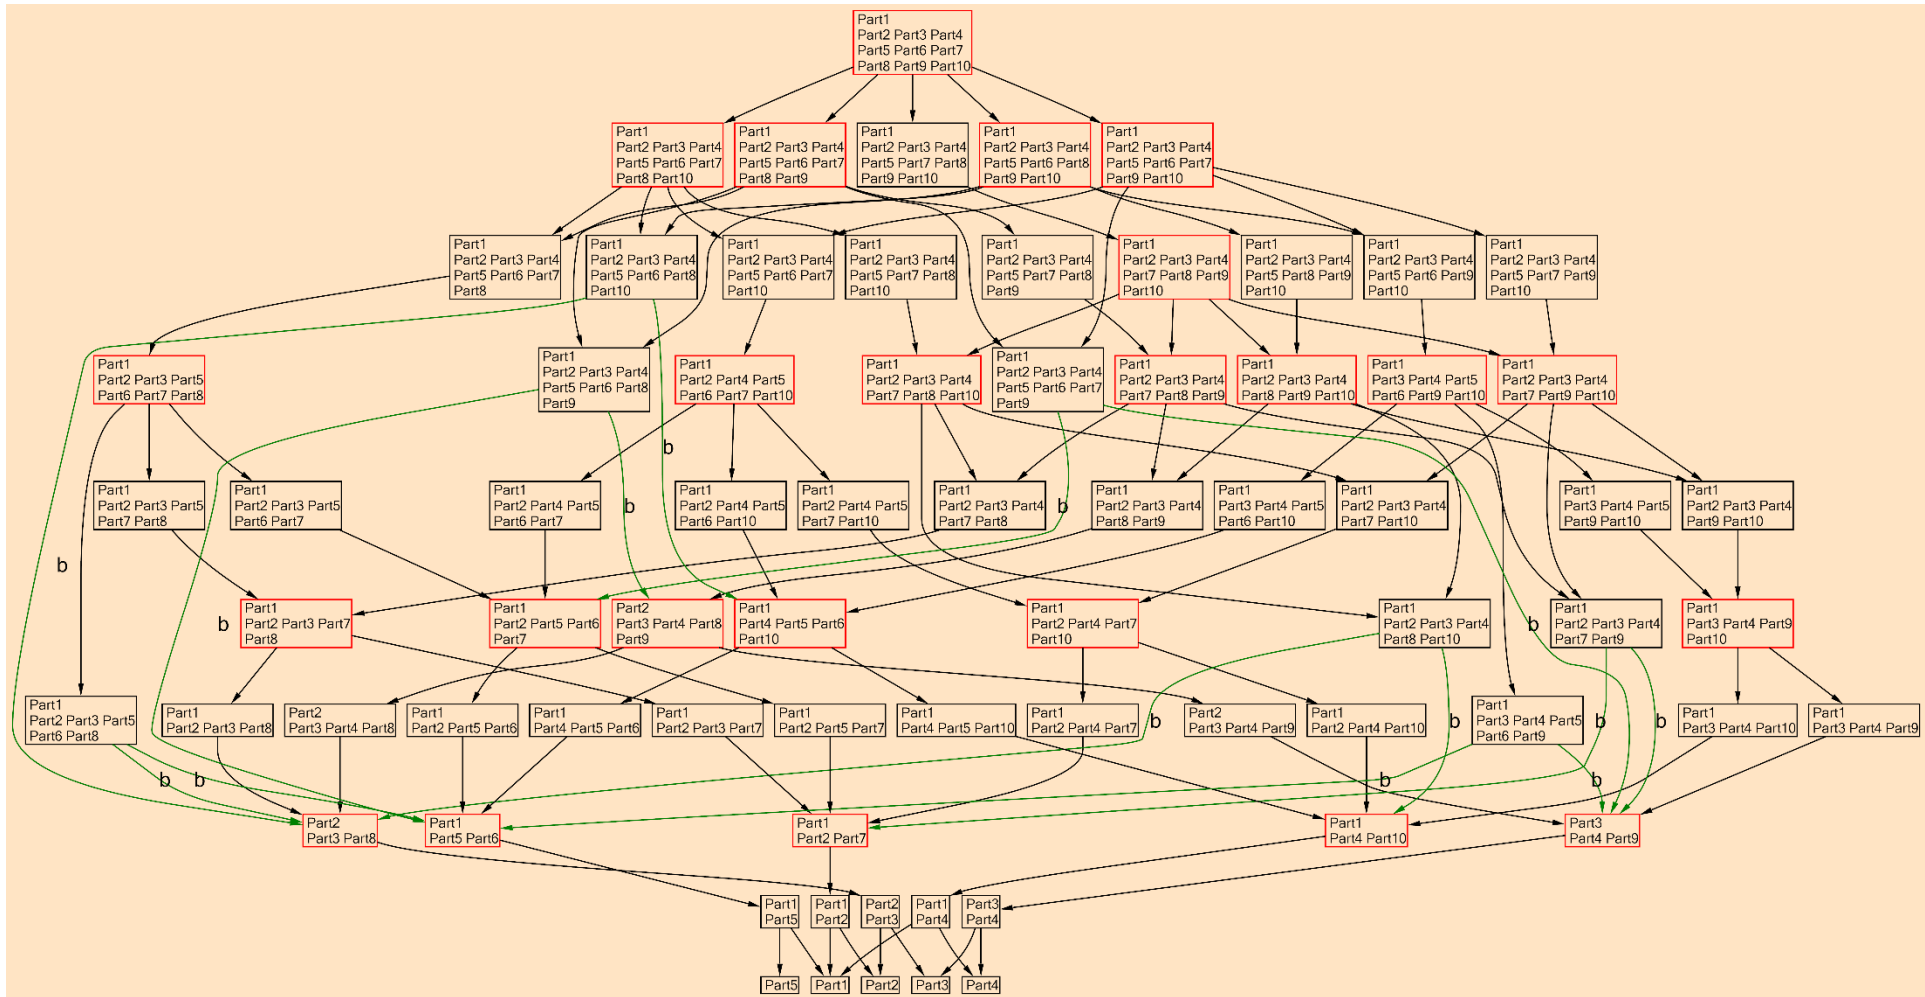 Part1
Part2 Part3 Part4
Part5 Part6 Part7
Part8 Part9 Part10
Part1
Part2 Part3 Part4
Part5 Part6 Part7
Part8 Part10
Part1
Part2 Part3 Part4
Part5 Part6 Part7
Part8 Part9
Part1
Part2 Part3 Part4
Part5 Part7 Part8
Part9 Part10
Part1
Part2 Part3 Part4
Part5 Part6 Part8
Part9 Part10
Part1
Part2 Part3 Part4
Part5 Part6 Part7
Part9 Part10
Part1
Part2 Part3 Part4
Part5 Part6 Part7
Part8
Part1
Part2 Part3 Part4
Part5 Part6 Part8
Part10
Part1
Part2 Part3 Part4
Part5 Part6 Part7
Part10
Part1
Part2 Part3 Part4
Part5 Part7 Part8
Part10
Part1
Part2 Part3 Part4
Part5 Part7 Part8
Part9
Part1
Part2 Part3 Part4
Part7 Part8 Part9
Part10
Part1
Part2 Part3 Part4
Part5 Part8 Part9
Part10
Part1
Part2 Part3 Part4
Part5 Part6 Part9
Part10
Part1
Part2 Part3 Part4
Part5 Part7 Part9
Part10
Part1
Part2 Part3 Part5
Part6 Part7 Part8
Part1
Part2 Part3 Part4
Part5 Part6 Part8
Part9
Part1
Part2 Part4 Part5
Part6 Part7 Part10
Part1
Part2 Part3 Part4
Part7 Part8 Part10
Part1
Part2 Part3 Part4
Part5 Part6 Part7
Part9
Part1
Part2 Part3 Part4
Part7 Part8 Part9
Part1
Part2 Part3 Part4
Part8 Part9 Part10
Part1
Part3 Part4 Part5
Part6 Part9 Part10
Part1
Part2 Part3 Part4
Part7 Part9 Part10
b
Part1
Part2 Part3 Part5
Part7 Part8
Part1
Part2 Part3 Part5
Part6 Part7
Part1
Part2 Part4 Part5
Part6 Part7
b
Part1
Part2 Part4 Part5
Part6 Part10
Part1
Part2 Part4 Part5
Part7 Part10
Part1
Part2 Part3 Part4
Part7 Part8
b
Part1
Part2 Part3 Part4
Part8 Part9
Part1
Part3 Part4 Part5
Part6 Part10
Part1
Part2 Part3 Part4
Part7 Part10
Part1
Part3 Part4 Part5
Part9 Part10
Part1
Part2 Part3 Part4
Part9 Part10
b
b
Part1
Part2 Part3 Part7
Part8
Part1
Part2 Part5 Part6
Part7
Part2
Part3 Part4 Part8
Part9
Part1
Part4 Part5 Part6
Part10
Part1
Part2 Part4 Part7
Part10
Part1
Part2 Part3 Part4
Part8 Part10
b
Part1
Part2 Part3 Part4
Part7 Part9
Part1
Part3 Part4 Part9
Part10
Part1
Part2 Part3 Part5
Part6 Part8
Part1
Part2 Part3 Part8
Part2
Part3 Part4 Part8
Part1
Part2 Part5 Part6
Part1
Part4 Part5 Part6
Part1
Part2 Part3 Part7
Part1
Part2 Part5 Part7
Part1
Part4 Part5 Part10
Part1
Part2 Part4 Part7
b
Part2
Part3 Part4 Part9
Part1
Part2 Part4 Part10
b
Part1
Part3 Part4 Part5
Part6 Part9
b
b
Part1
Part3 Part4 Part10
Part1
Part3 Part4 Part9
b
b
b
b
Part2
Part3 Part8
Part1
Part5 Part6
Part1
Part2 Part7
Part1
Part4 Part10
Part3
Part4 Part9
Part1
Part5
Part1
Part2
Part2
Part3
Part1
Part4
Part3
Part4
Part5
Part1
Part2
Part3
Part4